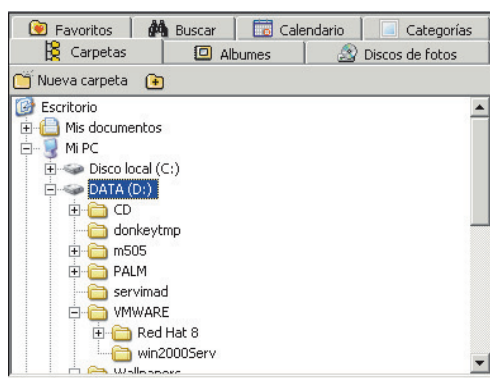 Favoritos Buscar Calendario Categorías
Carpetas Albumes Discos de fotos
Nueva carpeta
Escritorio
Mis documentos
Mi PC
Disco local (C:)
DATA (D:)
CD
donkeytmp
m505
PALM
servimad
VMWARE
Red Hat 8
win2000Serv
Wallpapers